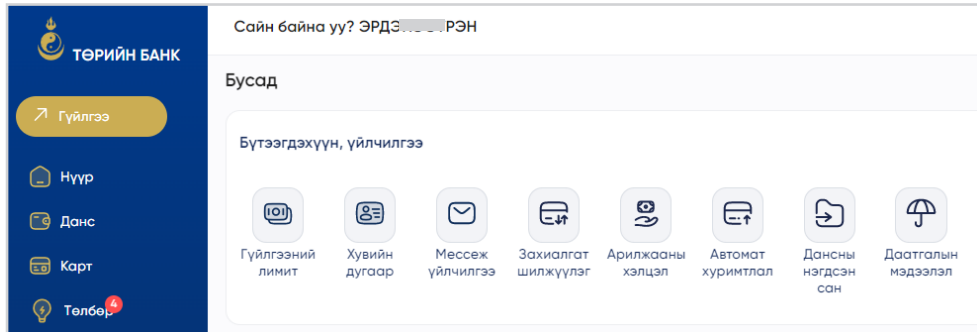 ТӨРИЙН БАНК
Сайн байна уу?
Бусад
Гүйлгээ
Нүүр
Данс
Карт
Төлбөр
4
Бүтээгдэхүүн, үйлчилгээ
Гүйлгээний
лимит
Хувийн
дугаар
Мессеж
үйлчилгээ
Захиалгат
шилжүүлэг
Арилжааны
хэлцэл
Автомат
хуримтлал
Дансны
нэгдсэн
сан
Даатгалын
мэдээлэл